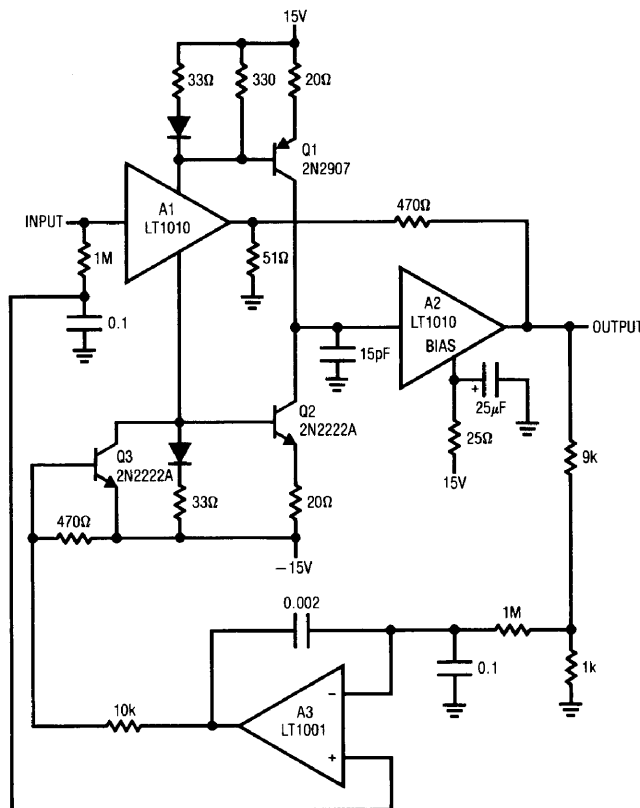 15V
33Ω
330
20Ω
Q1
2N2907
A1
LT1010
INPUT
470Ω
1M
51Ω
A2
LT1010
BIAS
OUTPUT
0.1
15pF
+
25μF
Q2
2N2222A
Q3
2N2222A
25Ω
15V
9k
470Ω
33Ω
20Ω
−15V
0.002
1M
0.1
1k
10k
A3
LT1001
−
+